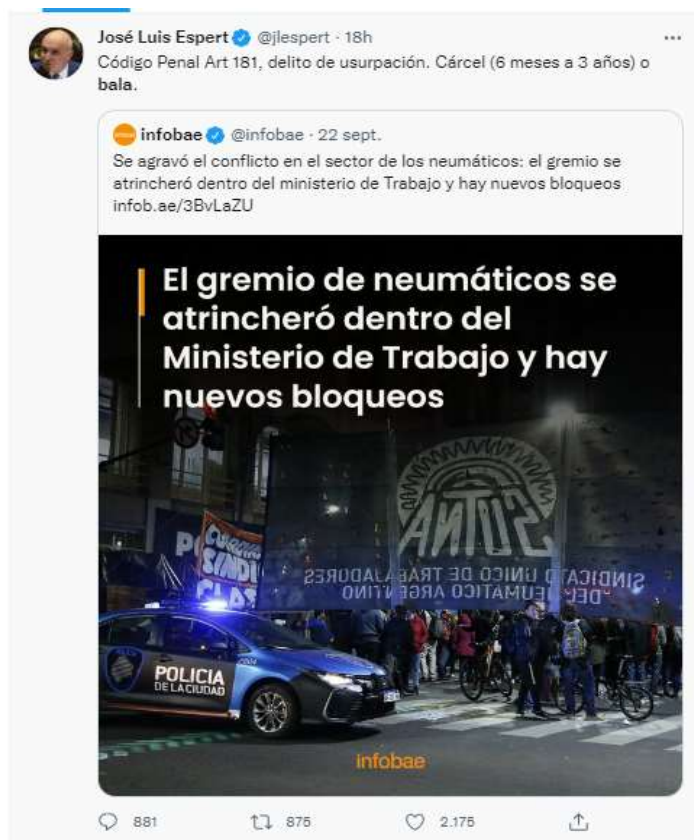 José Luis Espert @jlespert · 18h
Código Penal Art 181, delito de usurpación. Cárcel (6 meses a 3 años) o
bala.
infobae @infobae · 22 sept.
Se agravó el conflicto en el sector de los neumáticos: el gremio se
atrincheró dentro del ministerio de Trabajo y hay nuevos bloqueos
infob.ae/3BvLaZU
El gremio de neumáticos se
atrincheró dentro del
Ministerio de Trabajo y hay
nuevos bloqueos
SUTNA
SINDICATO UNICO DE TRABAJADORES
DEL NEUMATICO ARGENTINO
SINDI
CLAS
POLICIA
DE LA CIUDAD
infobae
881 875 2.175